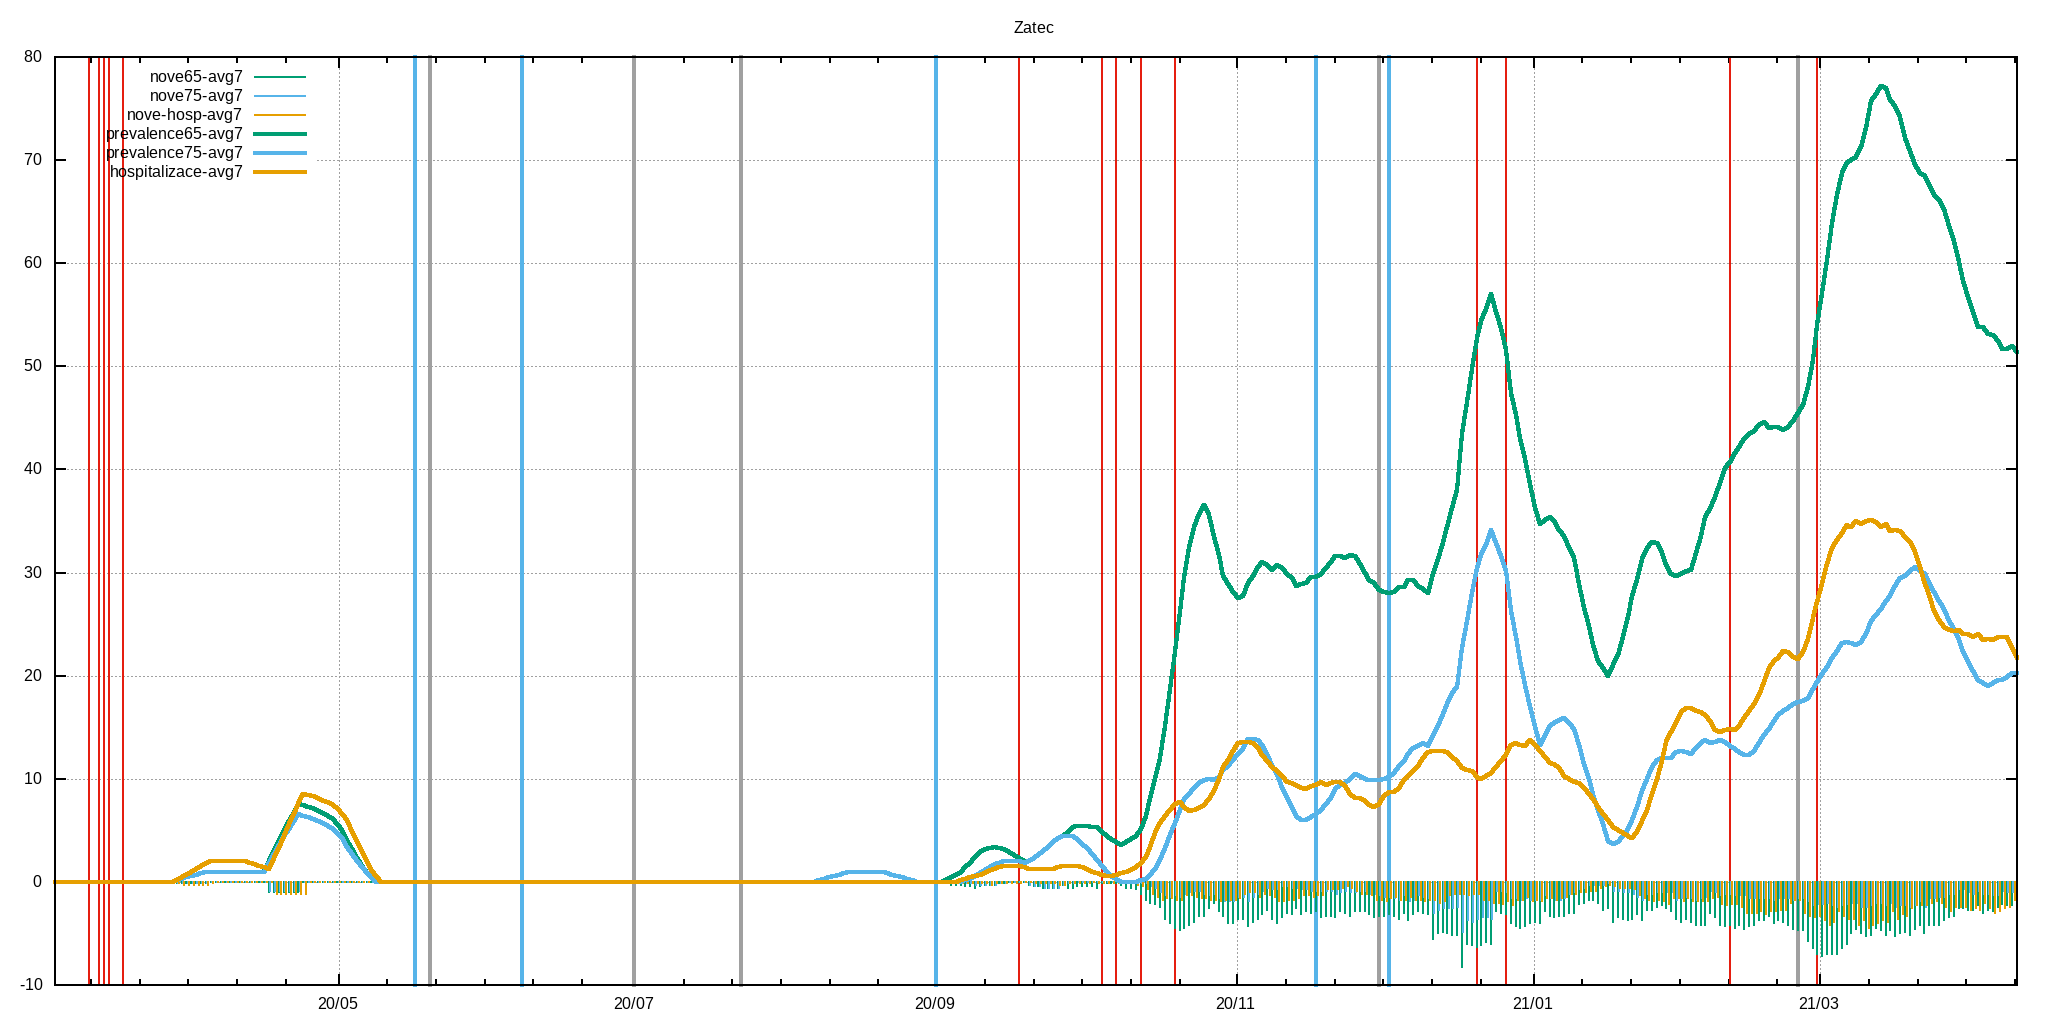 Zatec
80
70
60
50
40
30
20
10
0
-10
nove65-avg7
nove75-avg7
nove-hosp-avg7
prevalence65-avg7
prevalence75-avg7
hospitalizace-avg7
20/05 20/07 20/09 20/11 21/01 21/03